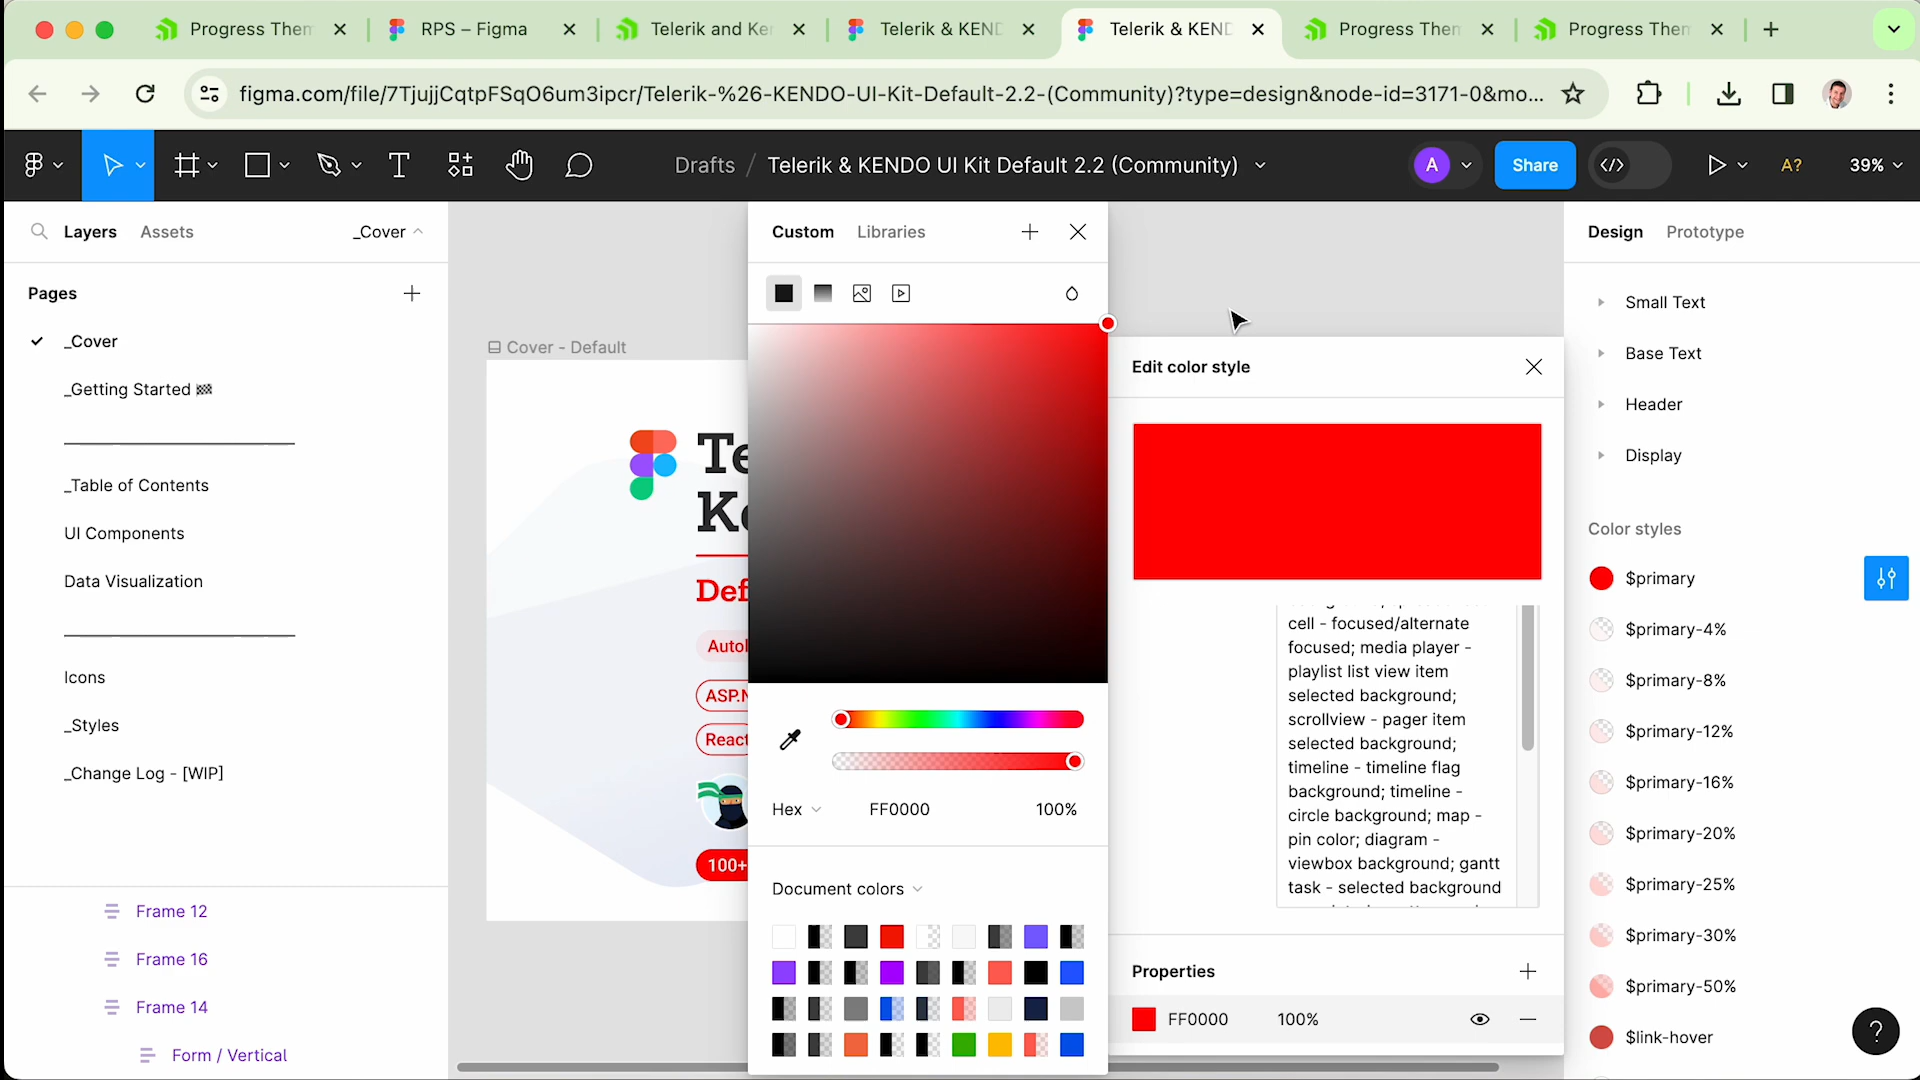 Progress Them
RPS – Figma
Telerik and Ken
Telerik & KEND
Telerik & KEND
Progress Them
Progress Them
figma.com/file/7TjujjCqtpFSqO6um3ipcr/Telerik-%26-KENDO-UI-Kit-Default-2.2-(Community)?type=design&node-id=3171-0&mo...
Drafts / Telerik & KENDO UI Kit Default 2.2 (Community)
A
Share
A?
39%
Layers
Assets
_Cover
Custom
Libraries
Design
Prototype
Pages
_Cover
_Getting Started
_Table of Contents
UI Components
Data Visualization
Icons
_Styles
_Change Log - [WIP]
Frame 12
Frame 16
Frame 14
Form / Vertical
Cover - Default
Te
Ke
Def
Autol
ASP.N
React
100+
Hex
FF0000
100%
Document colors
Edit color style
cell - focused/alternate
focused; media player -
playlist list view item
selected background;
scrollview - pager item
selected background;
timeline - timeline flag
background; timeline -
circle background; map -
pin color; diagram -
viewbox background; gantt
task - selected background
Properties
FF0000
100%
Small Text
Base Text
Header
Display
Color styles
$primary
$primary-4%
$primary-8%
$primary-12%
$primary-16%
$primary-20%
$primary-25%
$primary-30%
$primary-50%
$link-hover
?